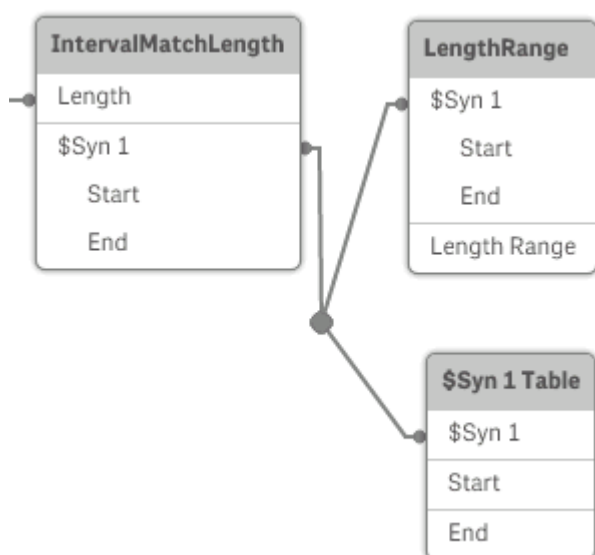 IntervalMatchLength
Length
$Syn 1
Start
End
LengthRange
$Syn 1
Start
End
Length Range
$Syn 1 Table
$Syn 1
Start
End